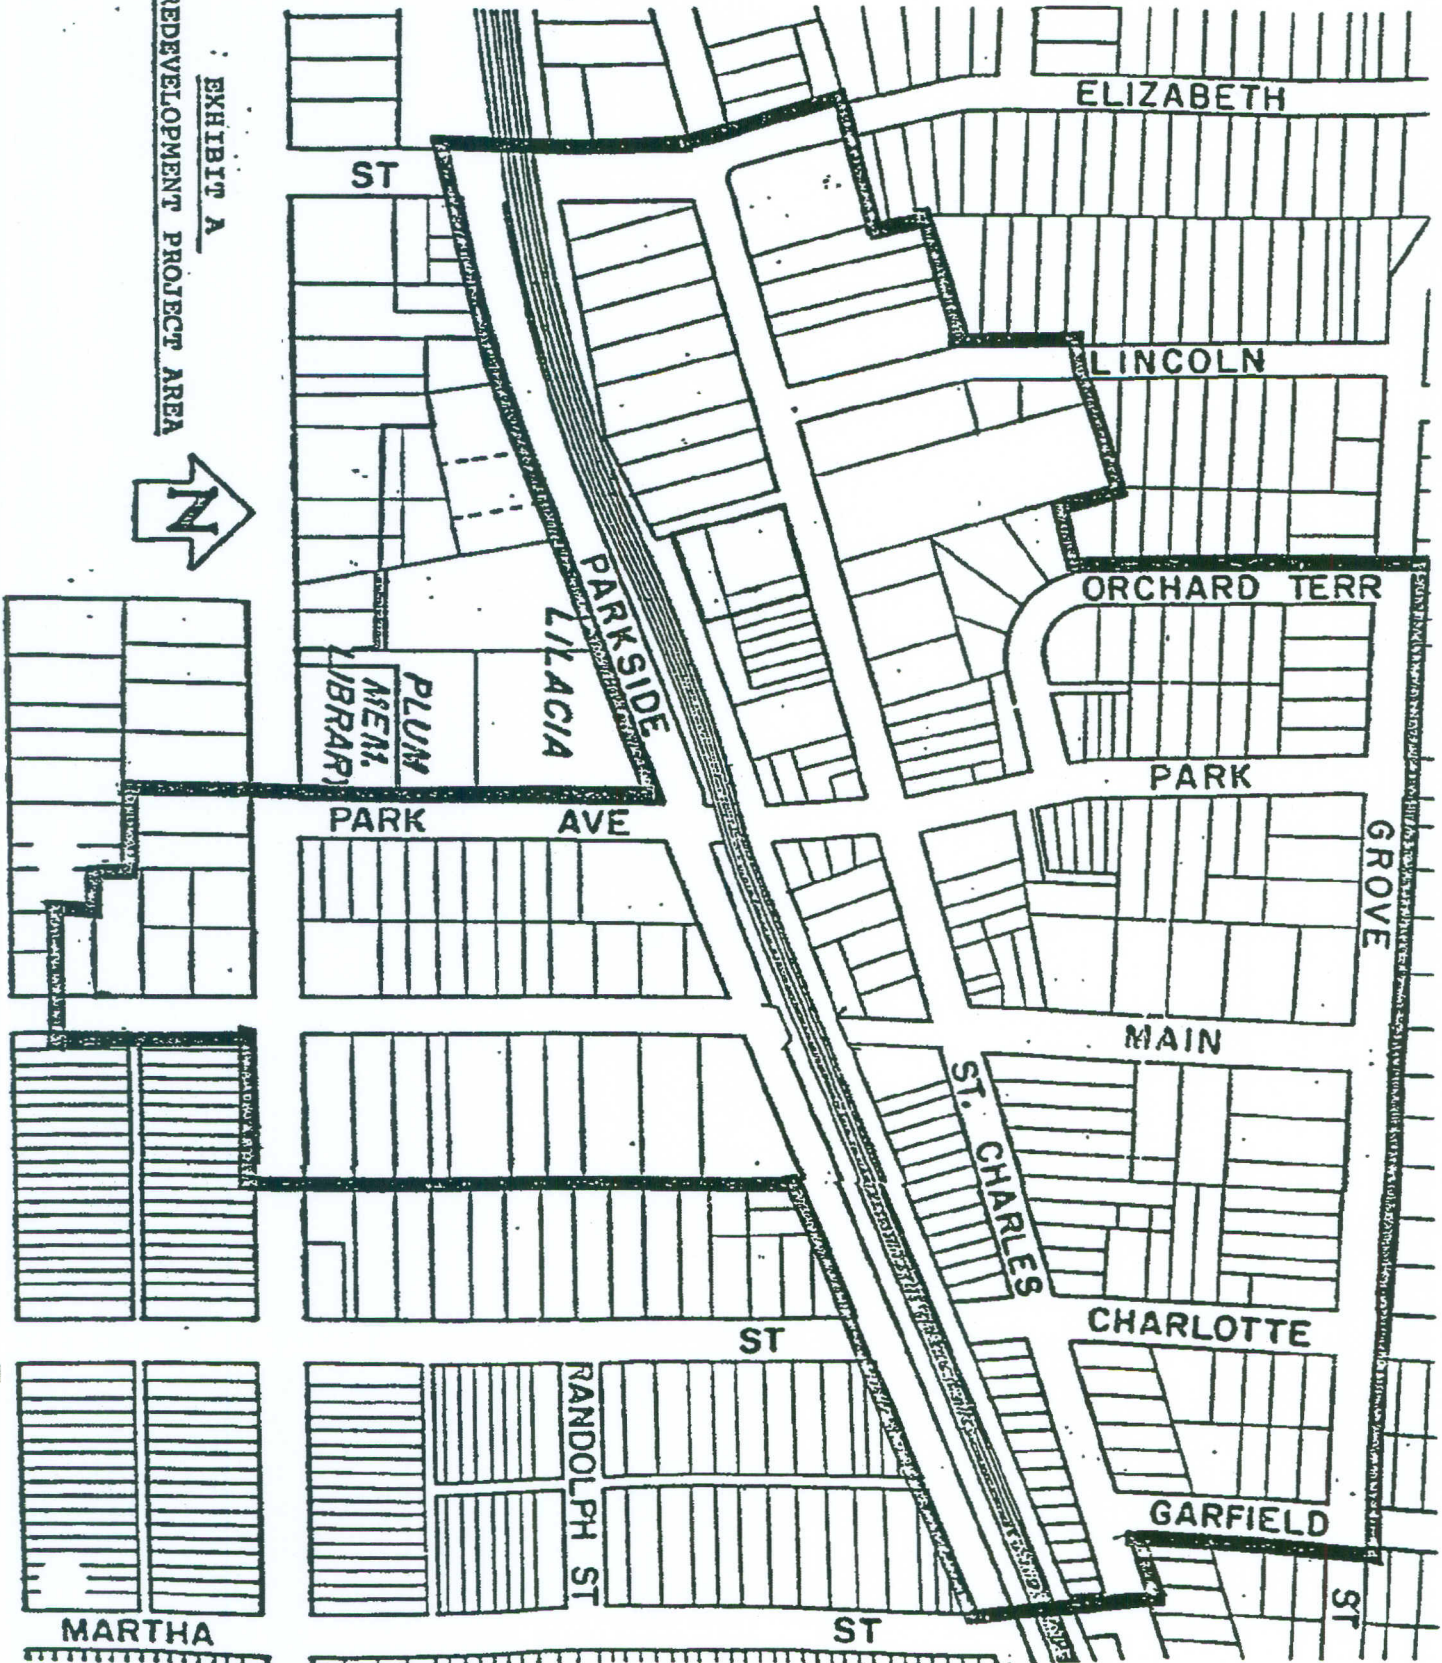 EXHIBIT A
REDEVELOPMENT PROJECT AREA
N
ELIZABETH
ST
LINCOLN
ORCHARD TERR
PARKSIDE
LILACIA
PLUM
MEM.
LIBRARY
PARK
PARK AVE
GROVE
MAIN
ST. CHARLES
CHARLOTTE
ST
RANDOLPH ST
GARFIELD
ST
MARTHA
ST